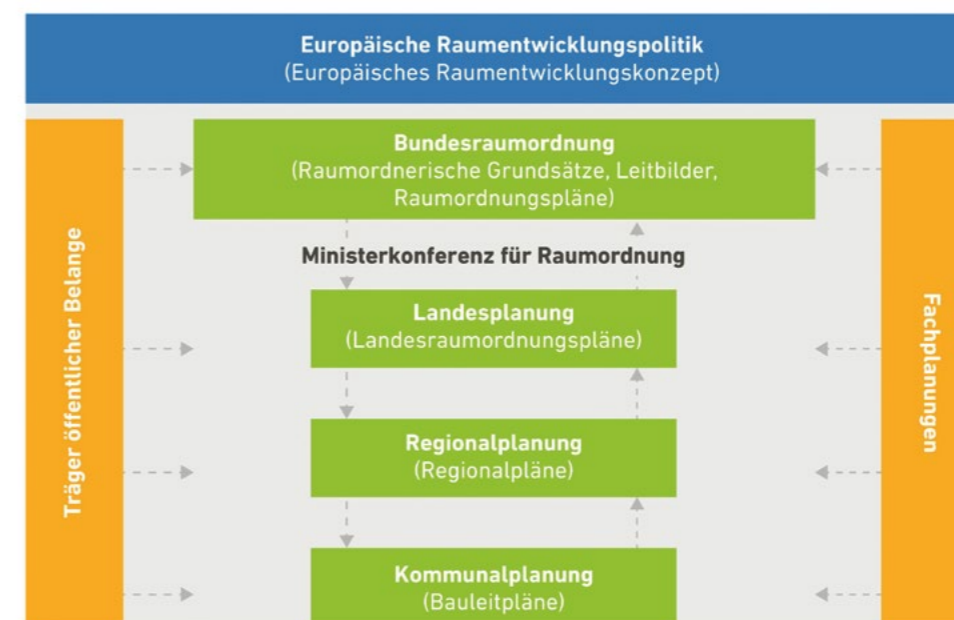 Europäische Raumentwicklungspolitik
(Europäisches Raumentwicklungskonzept)
Bundesraumordnung
(Raumordnerische Grundsätze, Leitbilder,
Raumordnungspläne)
Ministerkonferenz für Raumordnung
Landesplanung
(Landesraumordnungspläne)
Regionalplanung
(Regionalpläne)
Kommunalplanung
(Bauleitpläne)
Träger öffentlicher Belange
Fachplanungen